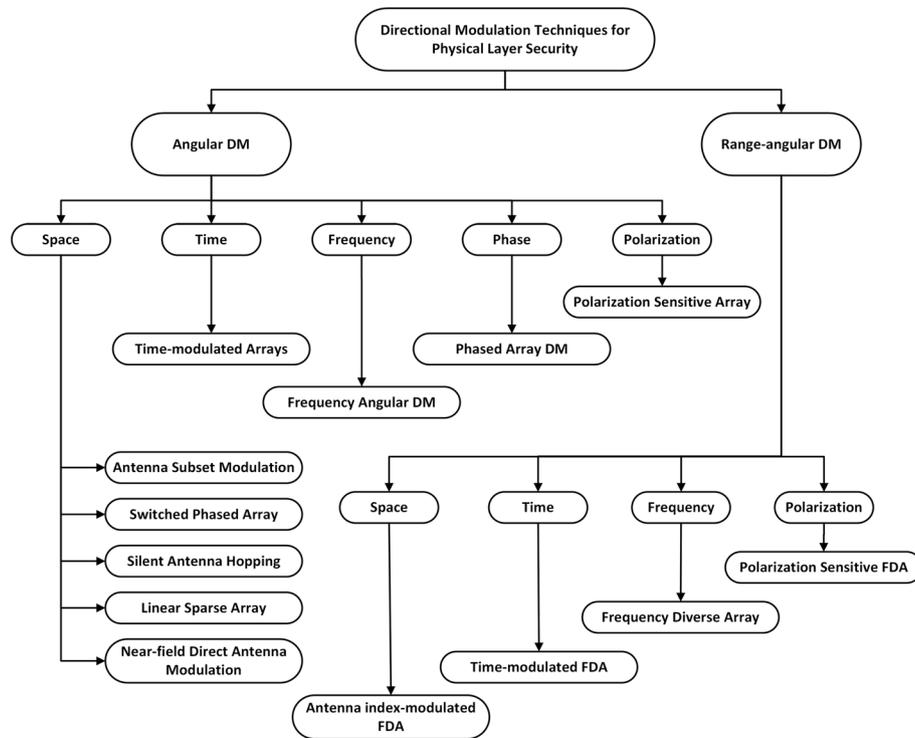 Directional Modulation Techniques for
Physical Layer Security
Angular DM
Range-angular DM
Space
Time
Frequency
Phase
Polarization
Polarization Sensitive Array
Time-modulated Arrays
Phased Array DM
Frequency Angular DM
Antenna Subset Modulation
Switched Phased Array
Silent Antenna Hopping
Linear Sparse Array
Near-field Direct Antenna
Modulation
Space
Time
Frequency
Polarization
Polarization Sensitive FDA
Frequency Diverse Array
Time-modulated FDA
Antenna index-modulated
FDA